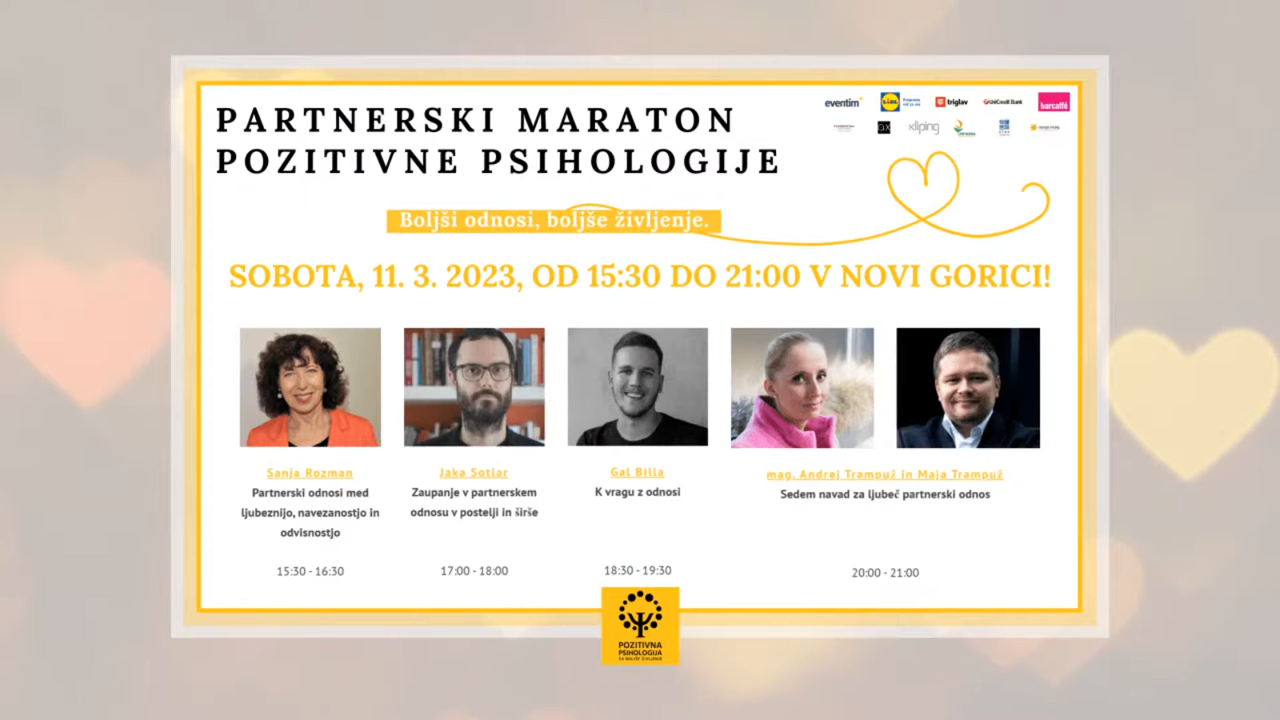 PARTNERSKI MARATON
POZITIVNE PSIHOLOGIJE
eventim
LIDL
triglav
UniCredit Bank
barcaffè
kliping
Boljši odnosi, boljše življenje.
SOBOTA, 11. 3. 2023, OD 15:30 DO 21:00 V NOVI GORICI!
Sanja Rozman
Partnerski odnosi med
ljubeznijo, navezanostjo in
odvisnostjo
15:30 - 16:30
Jaka Sotlar
Zaupanje v partnerskem
odnosu v postelji in širše
17:00 - 18:00
Gal Billa
K vragu z odnosi
18:30 - 19:30
mag. Andrej Trampuž in Maja Trampuž
Sedem navad za ljubeč partnerski odnos
20:00 - 21:00
POZITIVNA
PSIHOLOGIJA
ZA BOLJŠE ŽIVLJENJE